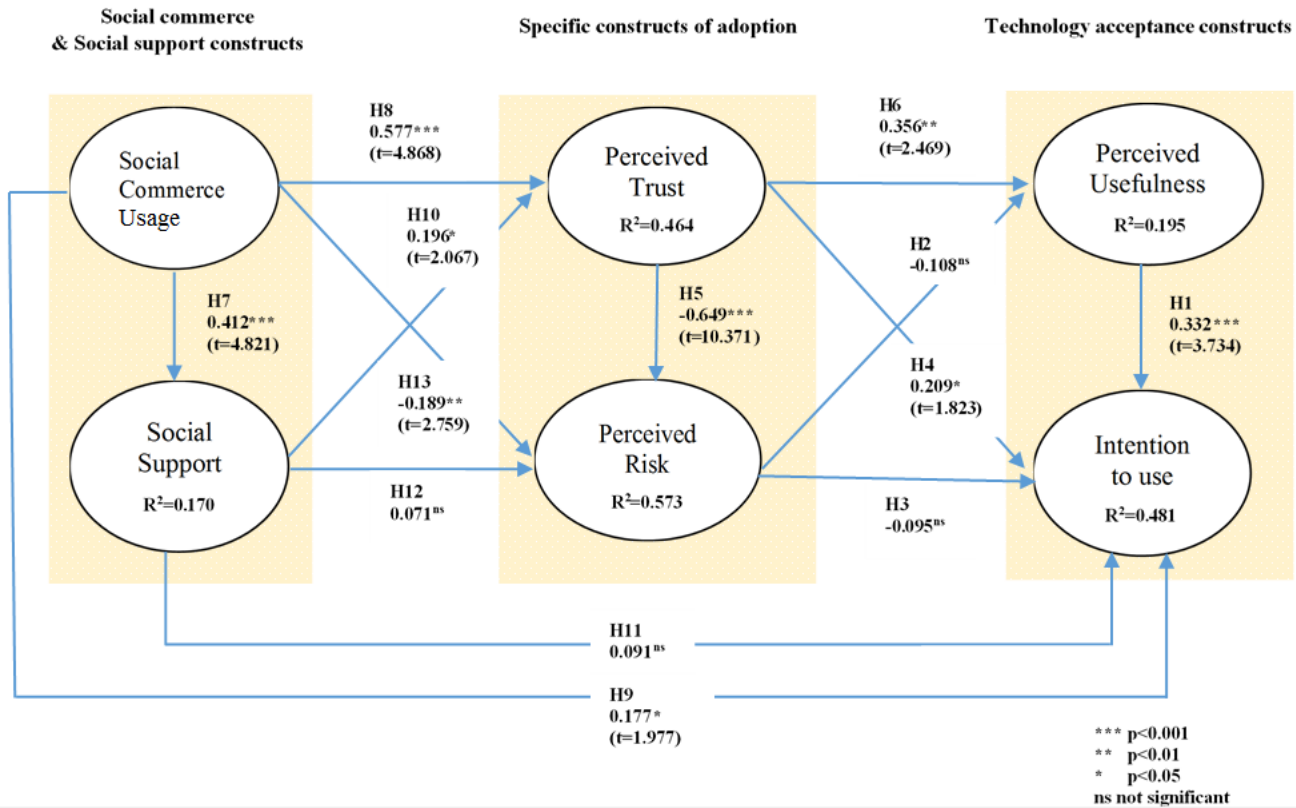 Social commerce
& Social support constructs
Specific constructs of adoption
Technology acceptance constructs
H8
0.577***
(t=4.868)
H6
0.356**
(t=2.469)
Social
Commerce
Usage
Perceived
Trust
R²=0.464
Perceived
Usefulness
R²=0.195
H10
0.196*
(t=2.067)
H2
-0.108ⁿˢ
H7
0.412***
(t=4.821)
H5
-0.649***
(t=10.371)
H1
0.332***
(t=3.734)
H13
-0.189**
(t=2.759)
H4
0.209*
(t=1.823)
Social
Support
R²=0.170
Perceived
Risk
R²=0.573
Intention
to use
R²=0.481
H12
0.071ⁿˢ
H3
-0.095ⁿˢ
H11
0.091ⁿˢ
H9
0.177*
(t=1.977)
*** p<0.001
** p<0.01
* p<0.05
ns not significant